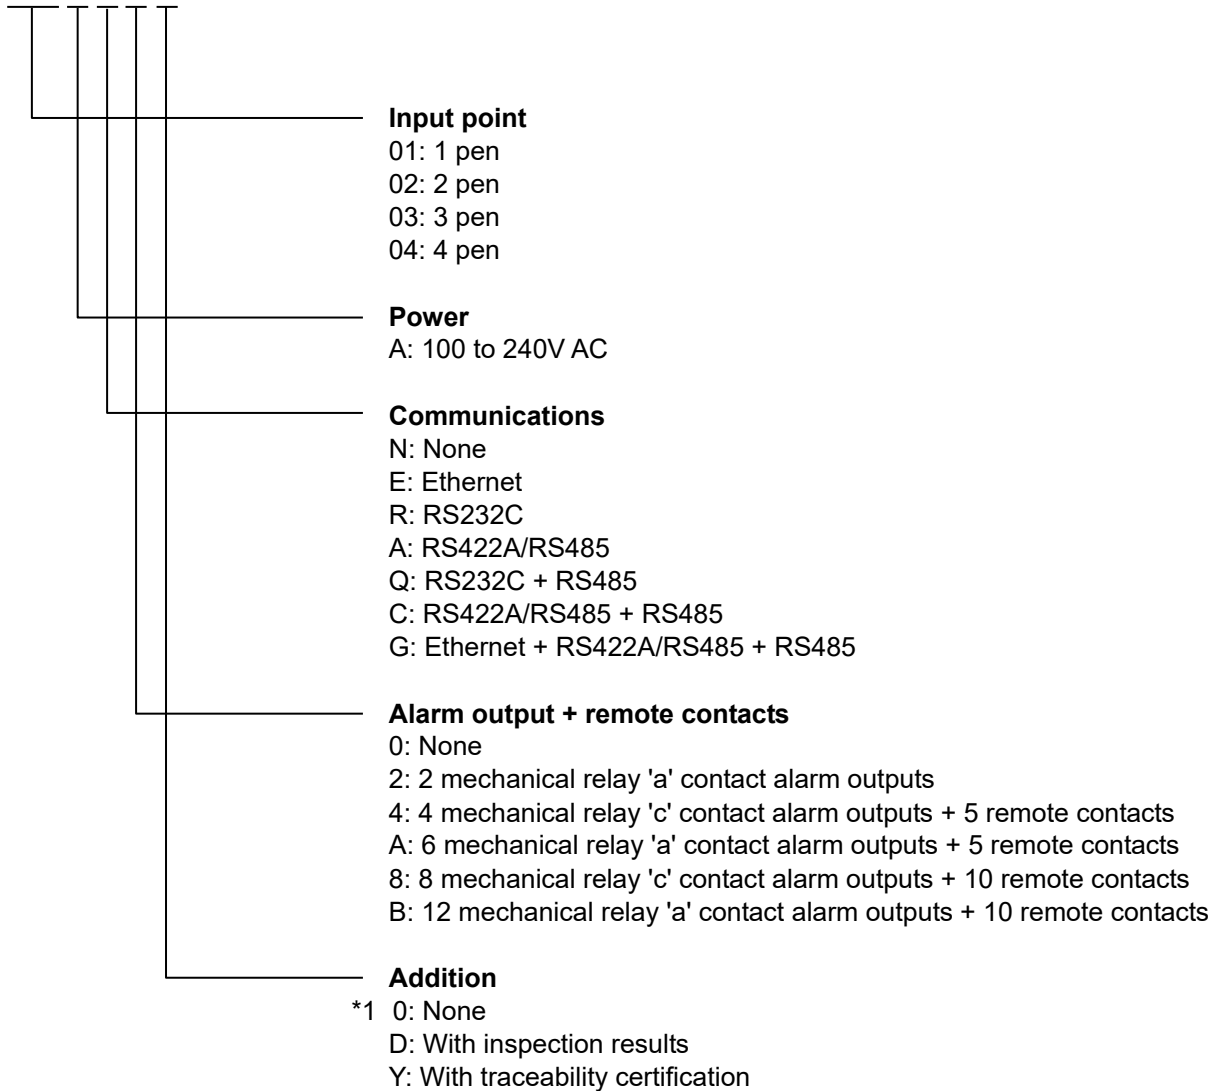 Input point
01: 1 pen
02: 2 pen
03: 3 pen
04: 4 pen
Power
A: 100 to 240V AC
Communications
N: None
E: Ethernet
R: RS232C
A: RS422A/RS485
Q: RS232C + RS485
C: RS422A/RS485 + RS485
G: Ethernet + RS422A/RS485 + RS485
Alarm output + remote contacts
0: None
2: 2 mechanical relay 'a' contact alarm outputs
4: 4 mechanical relay 'c' contact alarm outputs + 5 remote contacts
A: 6 mechanical relay 'a' contact alarm outputs + 5 remote contacts
8: 8 mechanical relay 'c' contact alarm outputs + 10 remote contacts
B: 12 mechanical relay 'a' contact alarm outputs + 10 remote contacts
Addition
*1 0: None
D: With inspection results
Y: With traceability certification